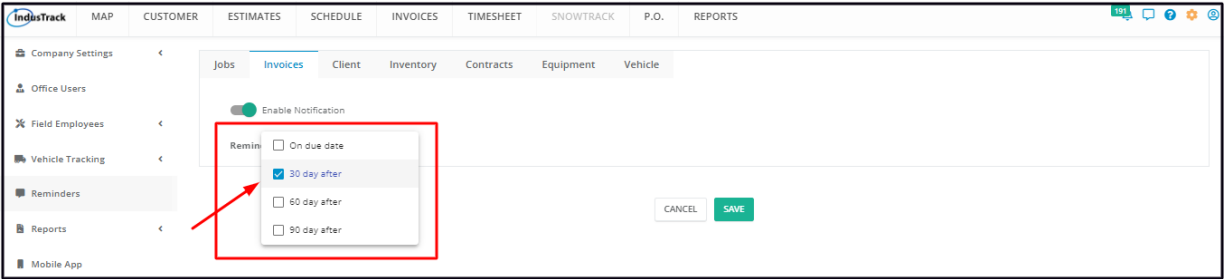 IndusTrack MAP CUSTOMER ESTIMATES SCHEDULE INVOICES TIMESHEET SNOWTRACK P.O. REPORTS 191
Company Settings
Office Users
Field Employees
Vehicle Tracking
Reminders
Reports
Mobile App
Jobs Invoices Client Inventory Contracts Equipment Vehicle
Enable Notification
Remin
On due date
30 day after
60 day after
90 day after
CANCEL SAVE